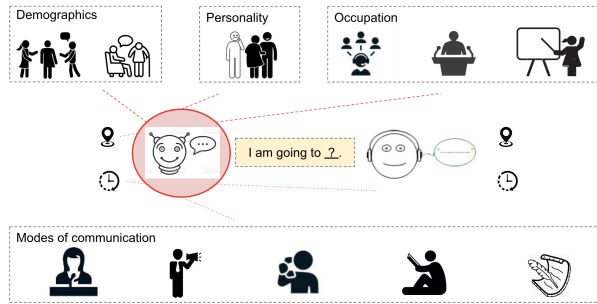 Demographics
Personality
Occupation
I am going to ? .
Modes of communication